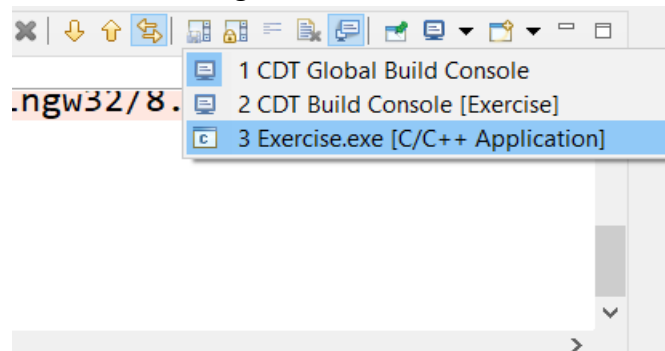 1 CDT Global Build Console
.ngw32/8.
2 CDT Build Console [Exercise]
3 Exercise.exe [C/C++ Application]